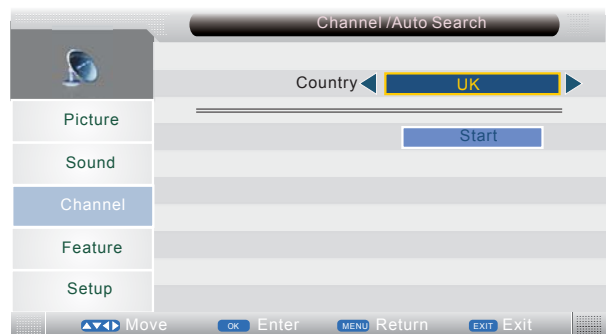 Channel /Auto Search
Country UK
Start
Picture
Sound
Channel
Feature
Setup
Move OK Enter MENU Return EXIT Exit